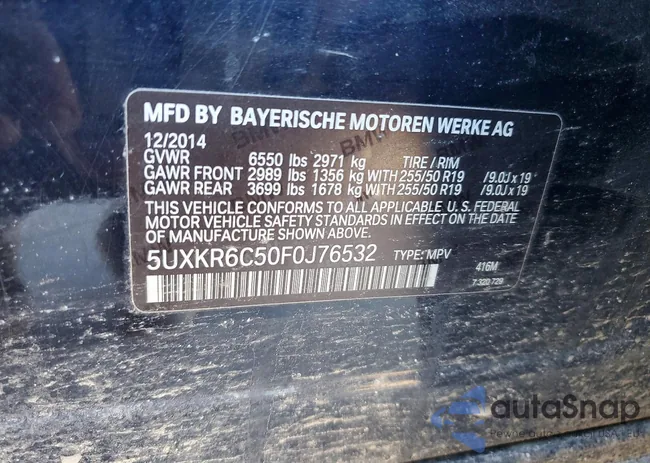 MFD BY BAYERISCHE MOTOREN WERKE AG
12/2014
GVWR 6550 lbs 2971 kg TIRE / RIM
GAWR FRONT 2989 lbs 1356 kg WITH 255/50 R19 /9.0J x 19"
GAWR REAR 3699 lbs 1678 kg WITH 255/50 R19 /9.0J x 19"
THIS VEHICLE CONFORMS TO ALL APPLICABLE U.S. FEDERAL
MOTOR VEHICLE SAFETY STANDARDS IN EFFECT ON THE
DATE OF MANUFACTURE SHOWN ABOVE.
5UXKR6C50F0J76532 TYPE: MPV
416M
7 320 729
autoSnap